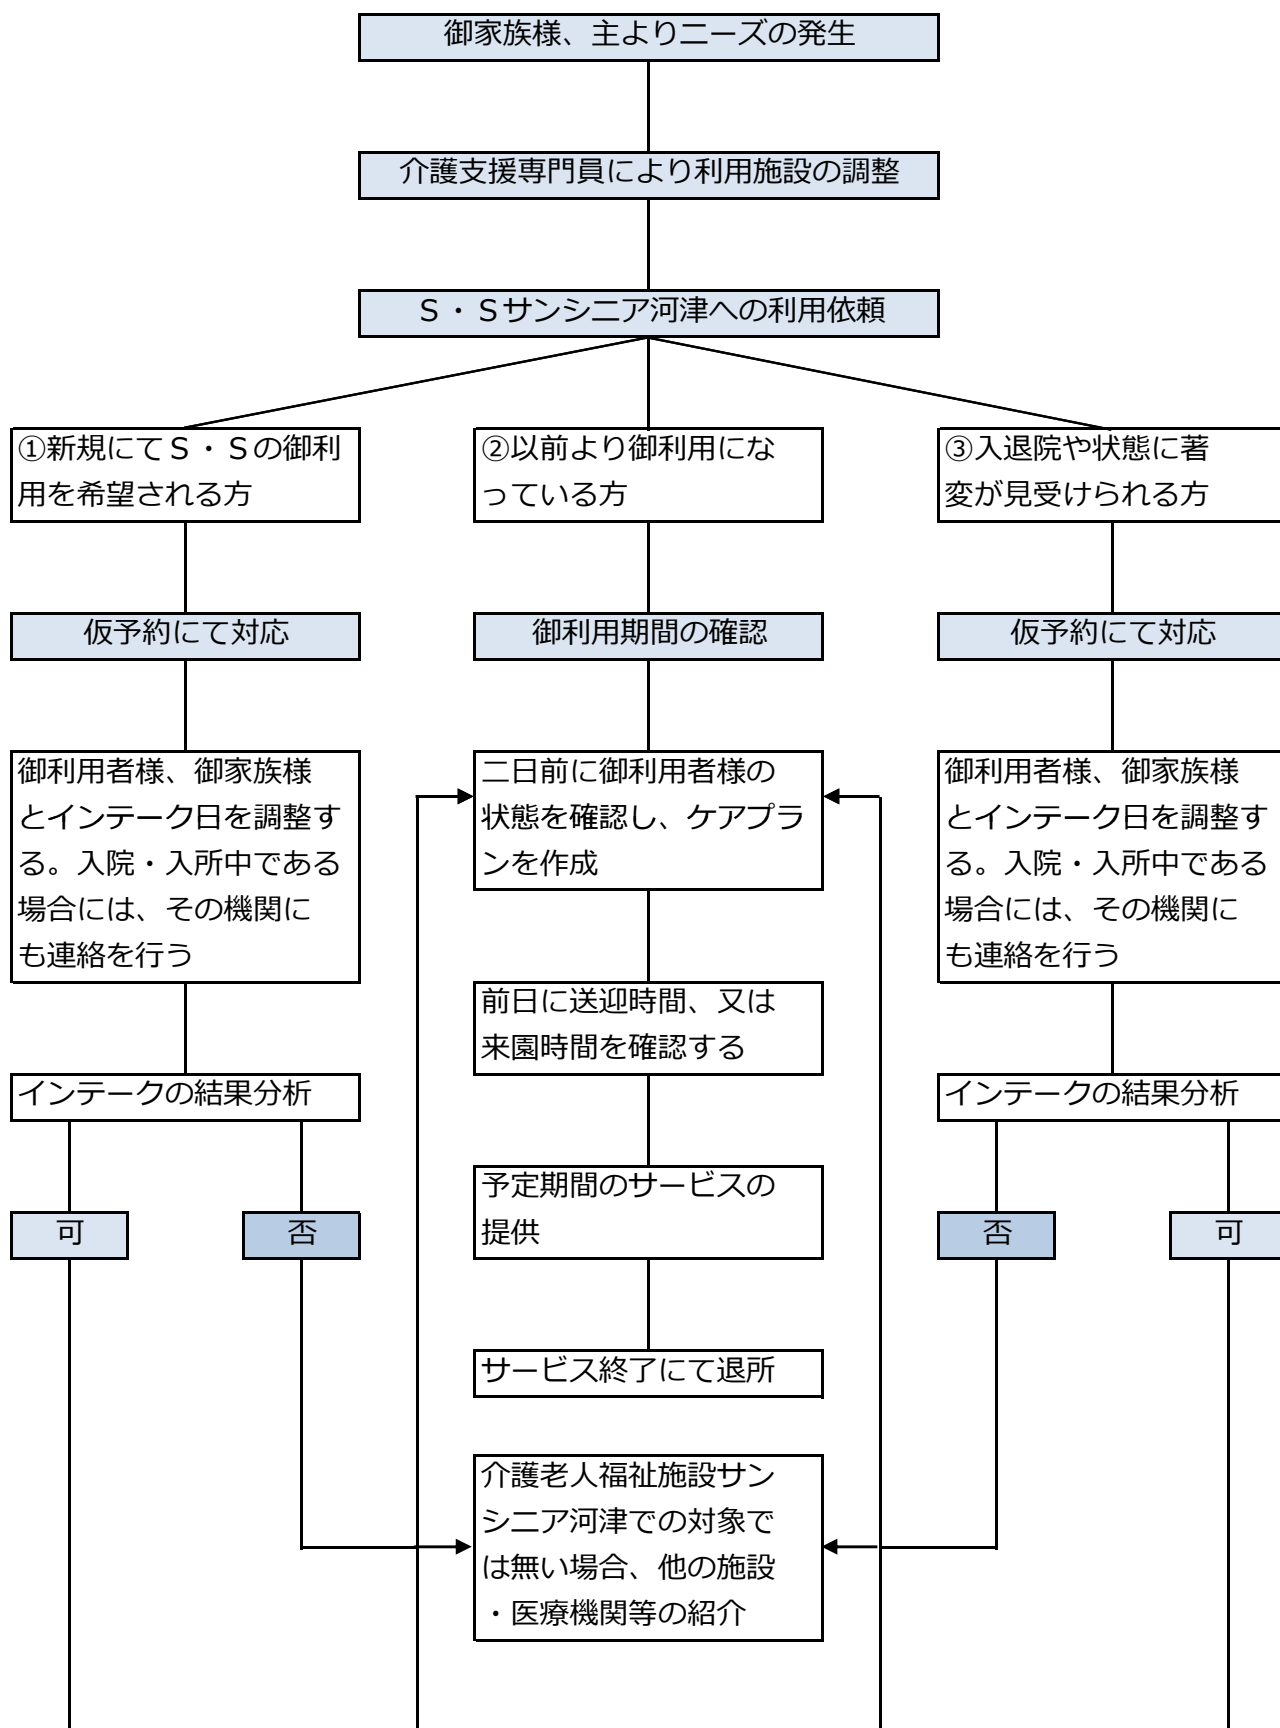 御家族様、主よりニーズの発生
介護支援専門員により利用施設の調整
Ｓ・Ｓサンシニア河津への利用依頼
①新規にてＳ・Ｓの御利
用を希望される方
②以前より御利用にな
っている方
③入退院や状態に著
変が見受けられる方
仮予約にて対応
御利用期間の確認
仮予約にて対応
御利用者様、御家族様
とインテーク日を調整す
る。入院・入所中である
場合には、その機関に
も連絡を行う
二日前に御利用者様の
状態を確認し、ケアプラ
ンを作成
御利用者様、御家族様
とインテーク日を調整す
る。入院・入所中である
場合には、その機関に
も連絡を行う
前日に送迎時間、又は
来園時間を確認する
インテークの結果分析
インテークの結果分析
予定期間のサービスの
提供
可
否
否
可
サービス終了にて退所
介護老人福祉施設サン
シニア河津での対象で
は無い場合、他の施設
・医療機関等の紹介